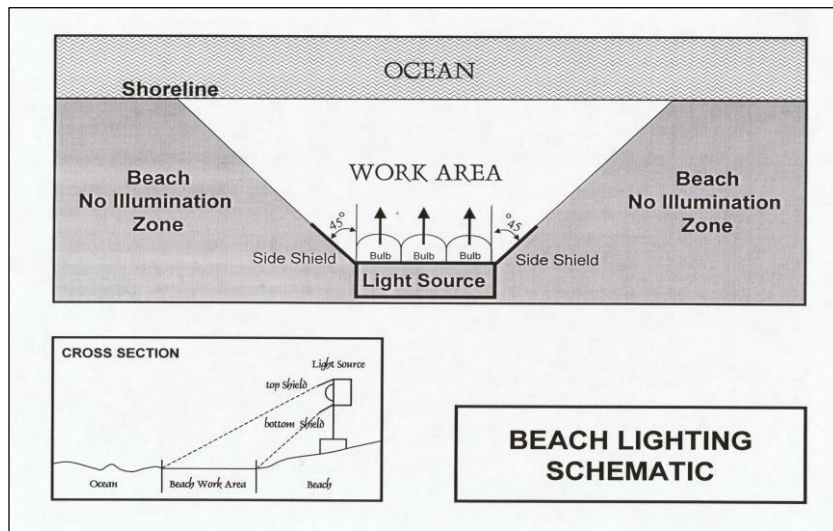 OCEAN
Shoreline
WORK AREA
Beach
No Illumination
Zone
Beach
No Illumination
Zone
45°
°45
Side Shield
Bulb
Bulb
Bulb
Side Shield
Light Source
CROSS SECTION
Light Source
top Shield
bottom Shield
Ocean
Beach Work Area
Beach
BEACH LIGHTING
SCHEMATIC